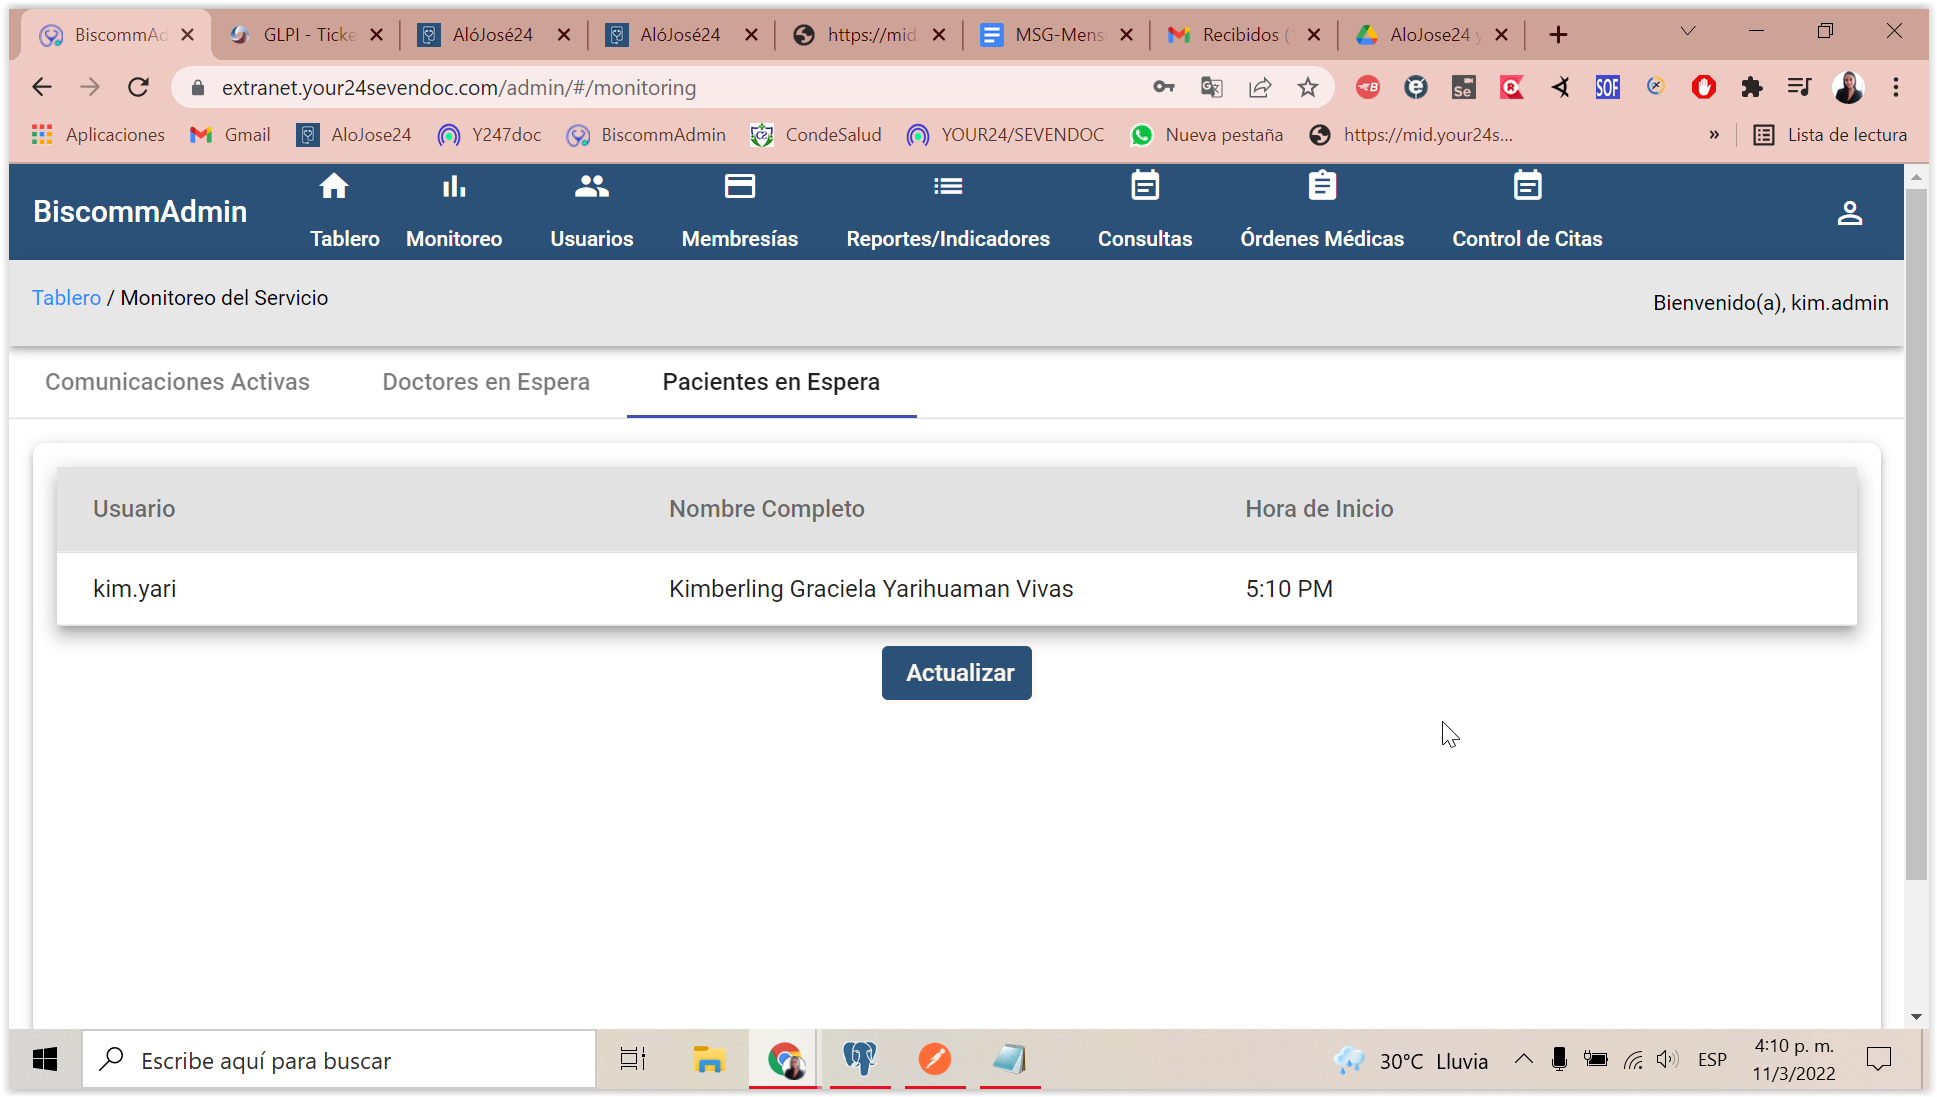 BiscommAd
GLPI - Ticke
AlóJosé24
AlóJosé24
https://mid
MSG-Mens
Recibidos (
AloJose24 y
extranet.your24sevendoc.com/admin/#/monitoring
Se
SOF
Aplicaciones
Gmail
AloJose24
Y247doc
BiscommAdmin
CondeSalud
YOUR24/SEVENDOC
Nueva pestaña
https://mid.your24s...
»
Lista de lectura
BiscommAdmin
Tablero
Monitoreo
Usuarios
Membresías
Reportes/Indicadores
Consultas
Órdenes Médicas
Control de Citas
Tablero / Monitoreo del Servicio
Bienvenido(a), kim.admin
Comunicaciones Activas
Doctores en Espera
Pacientes en Espera
Usuario
Nombre Completo
Hora de Inicio
kim.yari
Kimberling Graciela Yarihuaman Vivas
5:10 PM
Actualizar
Escribe aquí para buscar
30°C Lluvia
ESP
4:10 p. m.
11/3/2022